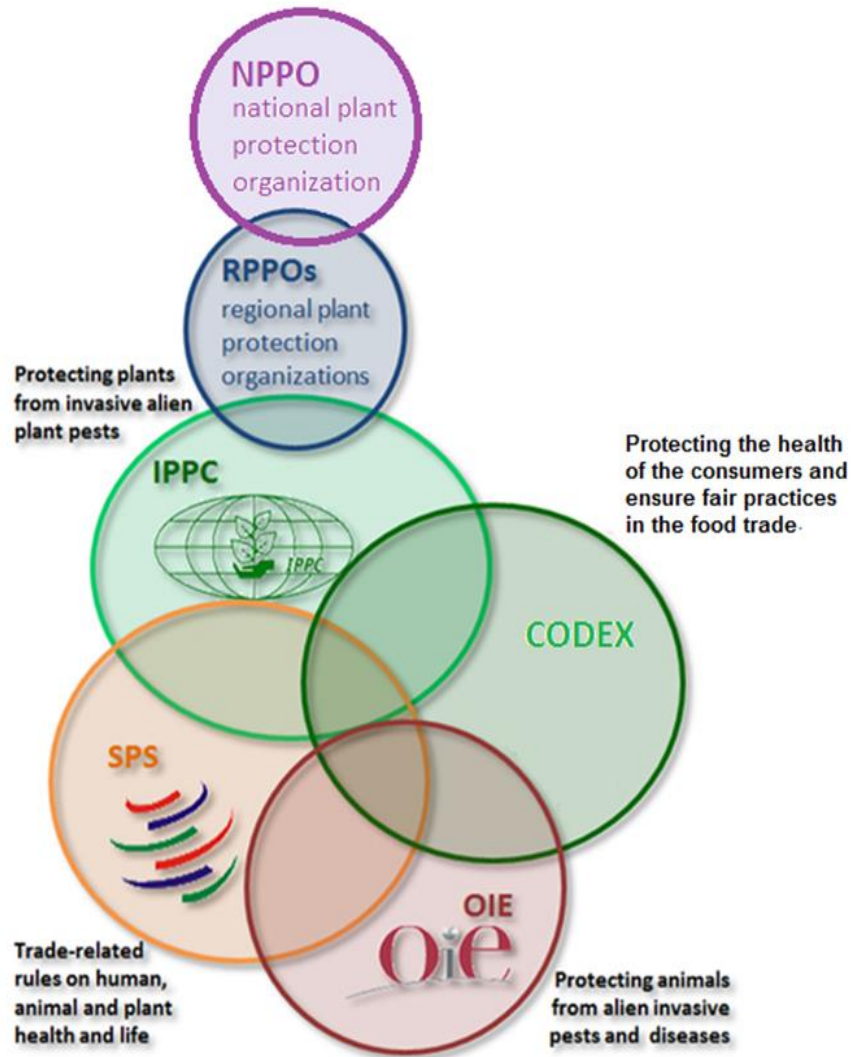 NPPO
national plant
protection
organization
RPPOs
regional plant
protection
organizations
Protecting plants
from invasive alien
plant pests
IPPC
IPPC
Protecting the health
of the consumers and
ensure fair practices
in the food trade.
CODEX
SPS
OIE
oie
Trade-related
rules on human,
animal and plant
health and life
Protecting animals
from alien invasive
pests and diseases